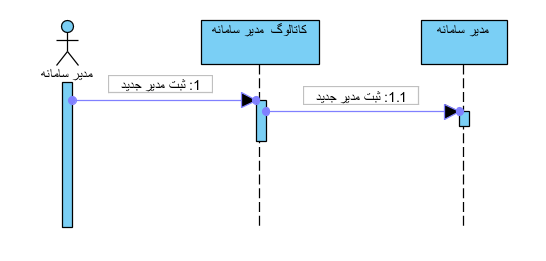 کاتالوگ مدیر سامانه
مدیر سامانه
مدیر سامانه
1: ثبت مدیر جدید
1.1: ثبت مدیر جدید